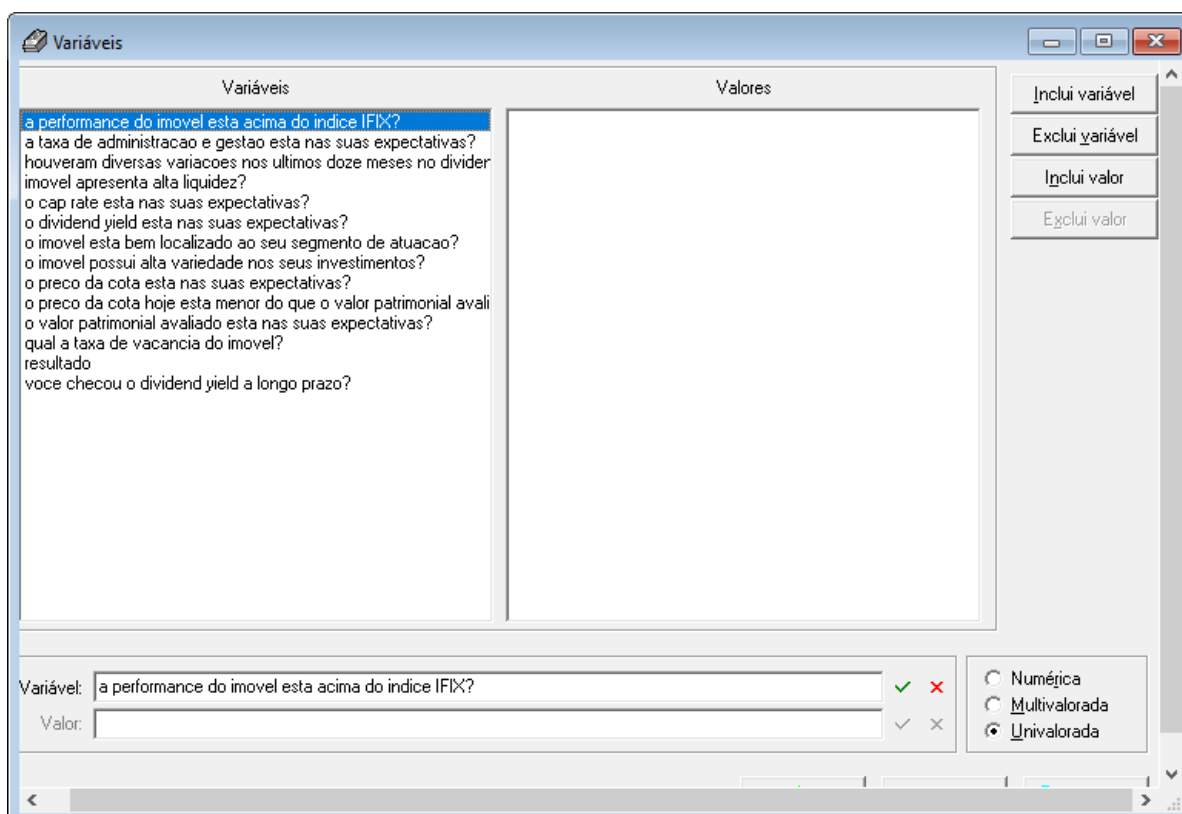 Variáveis
Variáveis
Valores
Inclui variável
Exclui variável
Inclui valor
Exclui valor
a performance do imovel esta acima do indice IFIX?
a taxa de administracao e gestao esta nas suas expectativas?
houveram diversas variacoes nos ultimos doze meses no dividen
imovel apresenta alta liquidez?
o cap rate esta nas suas expectativas?
o dividend yield esta nas suas expectativas?
o imovel esta bem localizado ao seu segmento de atuacao?
o imovel possui alta variedade nos seus investimentos?
o preco da cota esta nas suas expectativas?
o preco da cota hoje esta menor do que o valor patrimonial avali
o valor patrimonial avaliado esta nas suas expectativas?
qual a taxa de vacancia do imovel?
resultado
voce checou o dividend yield a longo prazo?
Variável: a performance do imovel esta acima do indice IFIX?
Valor:
Numérica
Multivalorada
Univalorada